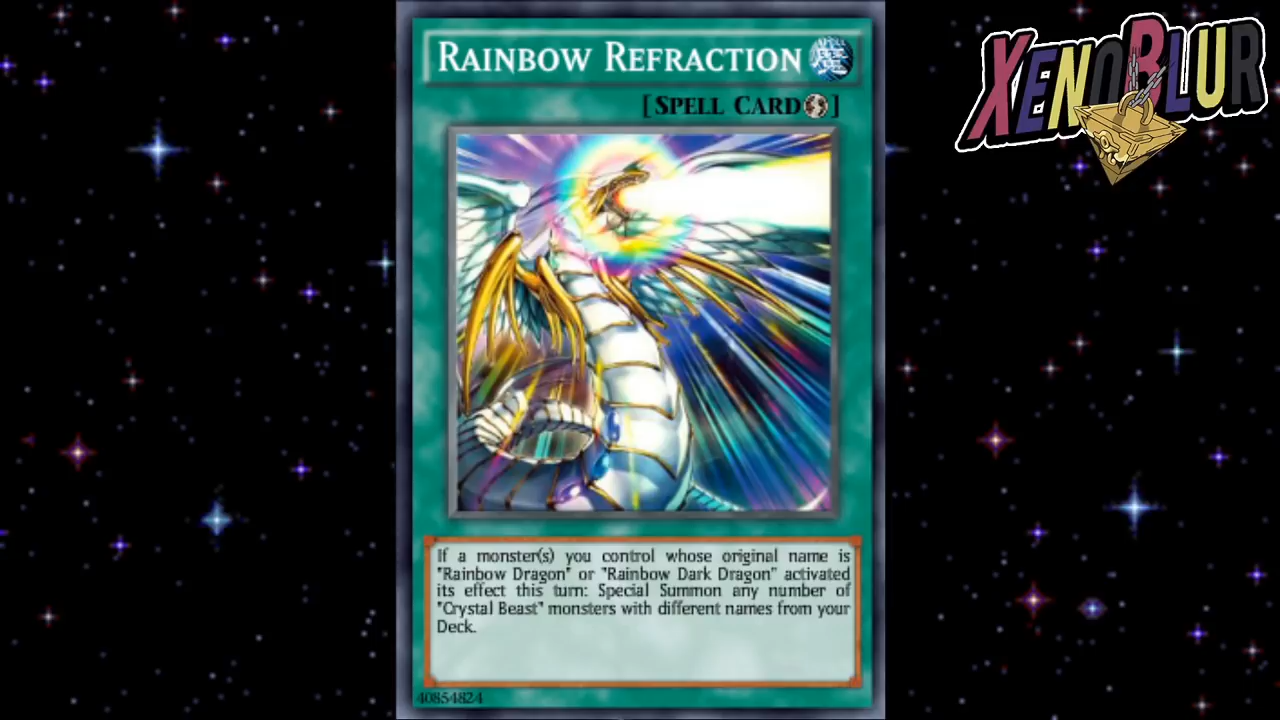 RAINBOW REFRACTION
XENOBLUR
[SPELL CARD]
If a monster(s) you control whose original name is
"Rainbow Dragon" or "Rainbow Dark Dragon" activated
its effect this turn: Special Summon any number of
"Crystal Beast" monsters with different names from your
Deck.
40854824